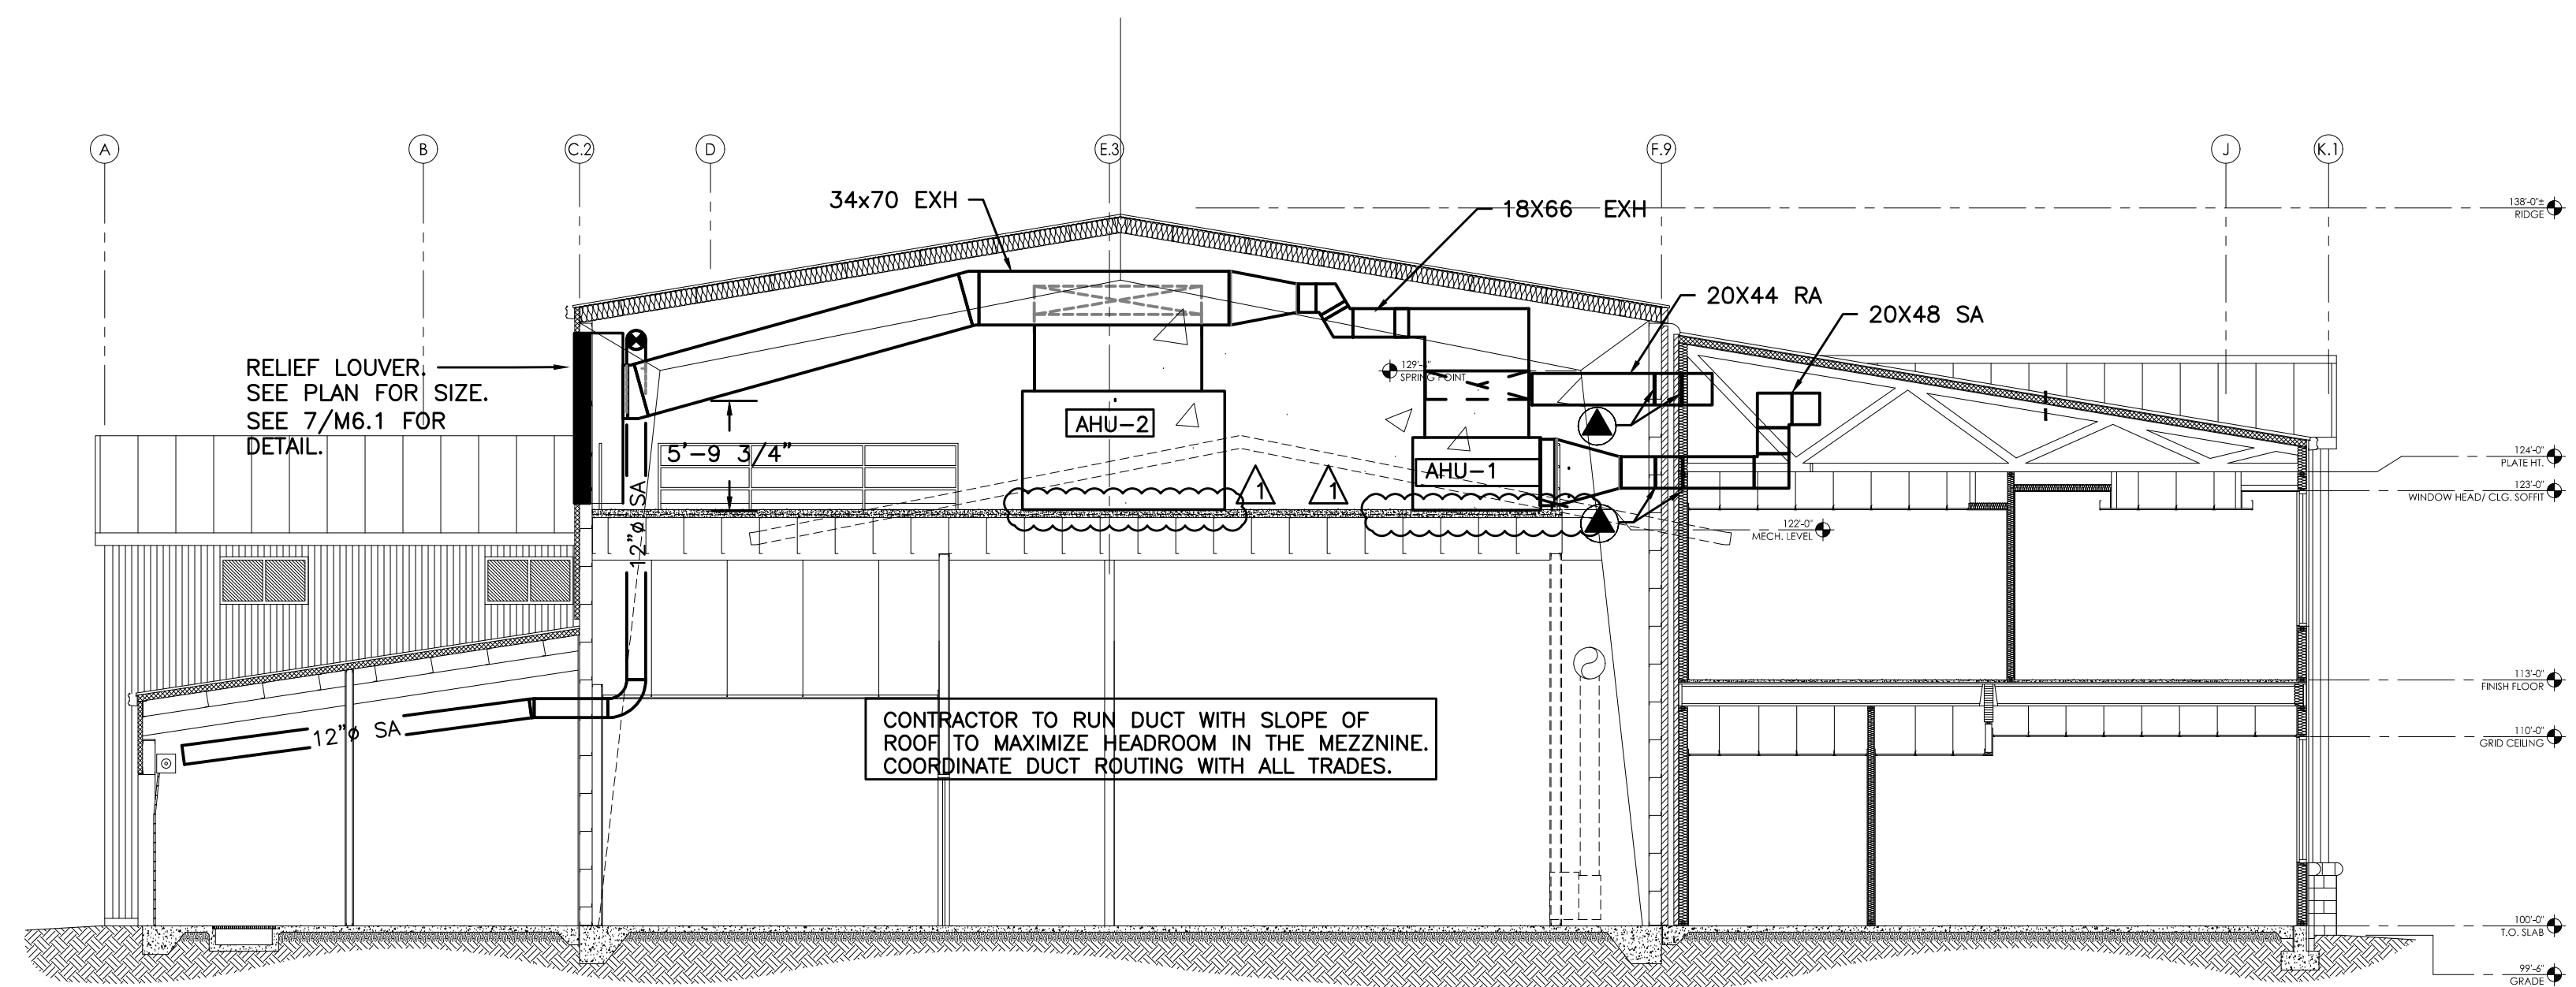 A
B
C.2
D
E.3
F.9
J
K.1
34x70 EXH
18X66 EXH
138'-0"±
RIDGE
20X44 RA
20X48 SA
RELIEF LOUVER.
SEE PLAN FOR SIZE.
SEE 7/M6.1 FOR
DETAIL.
SPRING POINT
AHU-2
5'-9 3/4"
AHU-1
1
1
124'-0"
PLATE HT.
123'-0"
WINDOW HEAD/ CLG. SOFFIT
122'-0"
MECH. LEVEL
12"ø SA
12"ø SA
113'-0"
FINISH FLOOR
110'-0"
GRID CEILING
CONTRACTOR TO RUN DUCT WITH SLOPE OF
ROOF TO MAXIMIZE HEADROOM IN THE MEZZNINE.
COORDINATE DUCT ROUTING WITH ALL TRADES.
100'-0"
T.O. SLAB
99'-6"
GRADE